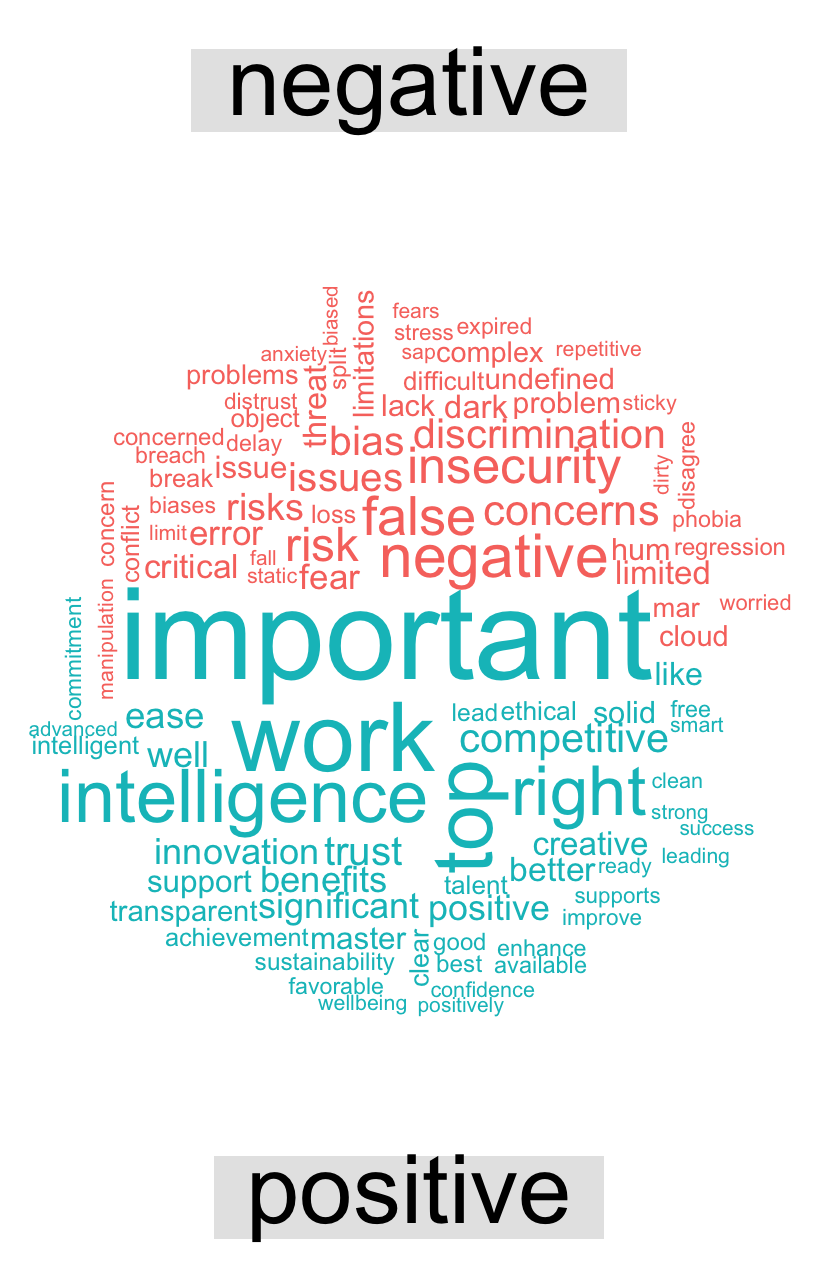 negative
biased
fears
limitations
stress expired
anxiety split sap complex repetitive
problems threat difficult undefined
distrust lack dark problem sticky
object
concerned delay bias discrimination disagree
breach
break issue issues insecurity dirty
biases risks loss false concerns phobia
concern conflict limit error risk negative hum regression
critical fall fear limited
static
manipulation important mar worried
commitment cloud
like
ease work lead ethical solid free
advanced smart
intelligent well competitive
intelligence top right clean
strong
success
innovation trust creative leading
support benefits better ready
talent supports
transparent significant positive improve
achievement master clear good enhance
sustainability best available
favorable confidence
wellbeing positively
positive